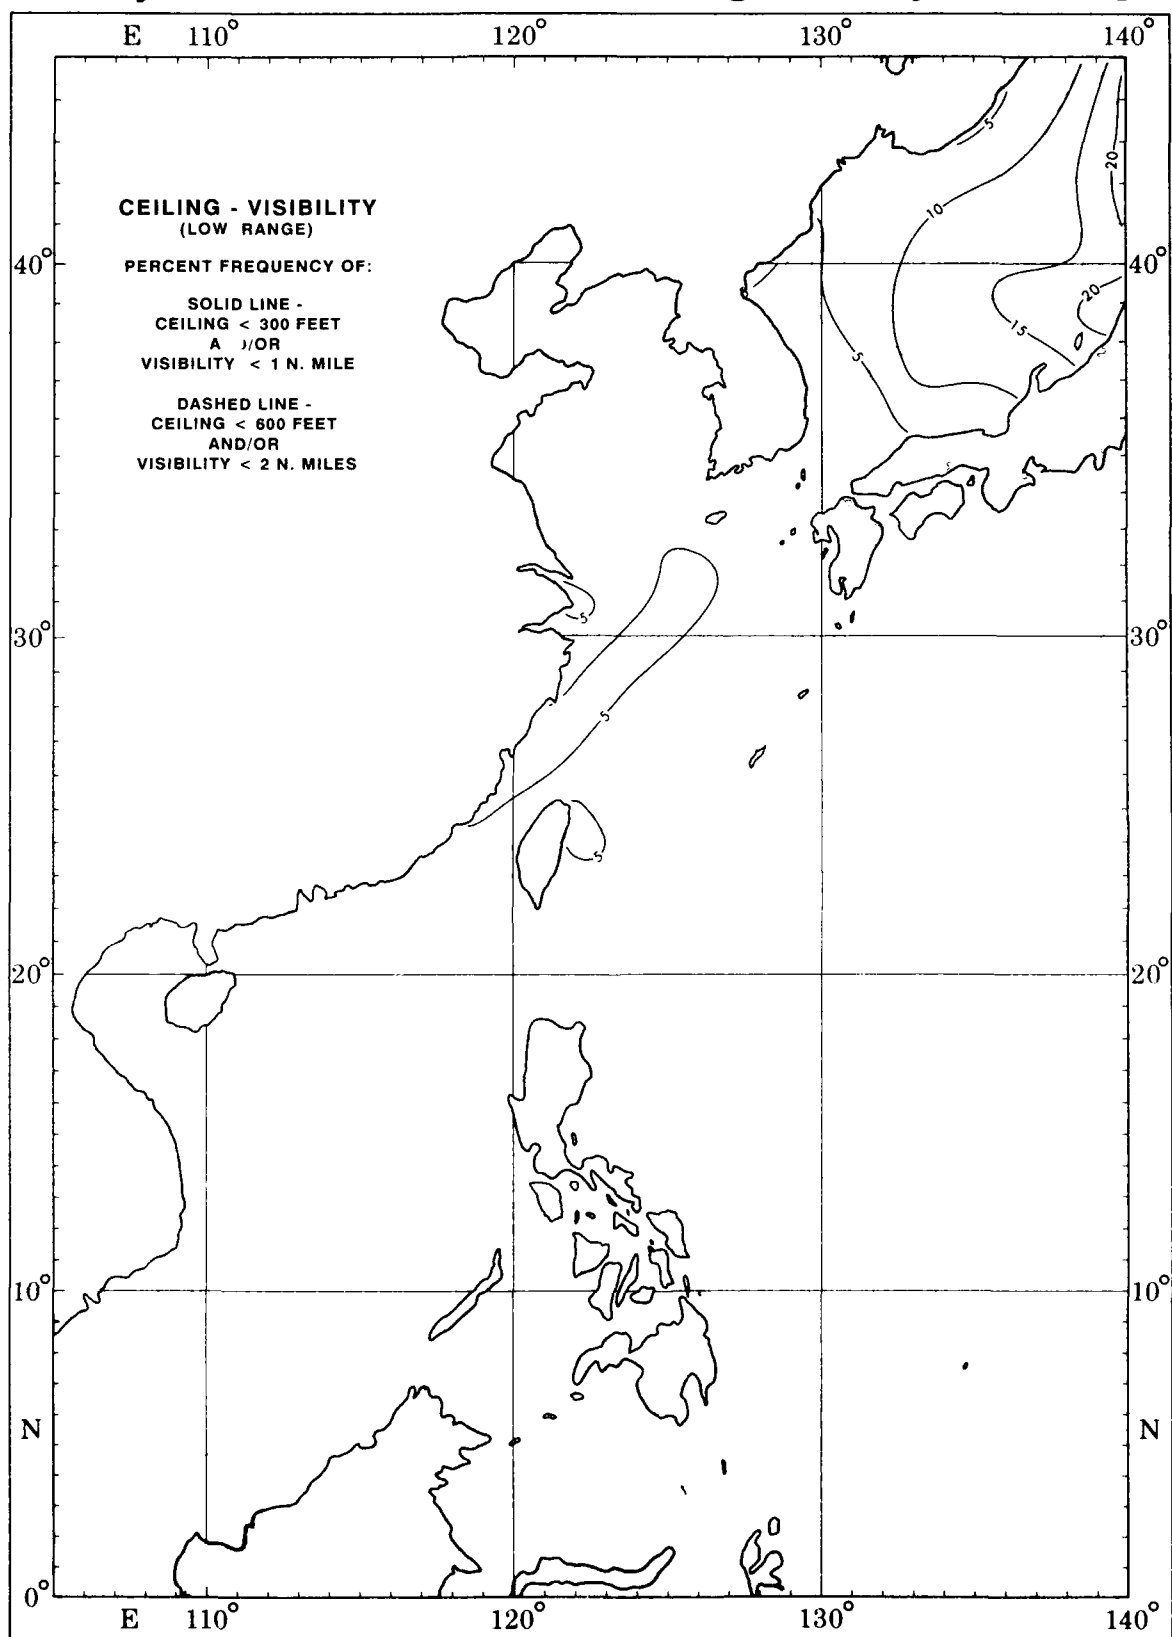 E 110° 120° 130° 140°
5
20
CEILING - VISIBILITY
(LOW RANGE)
10
40° 40°
PERCENT FREQUENCY OF:
20
SOLID LINE -
CEILING < 300 FEET
15
A )/OR
5
VISIBILITY < 1 N. MILE
DASHED LINE -
CEILING < 600 FEET
AND/OR
VISIBILITY < 2 N. MILES
5
30° 30°
5
5
20° 20°
10° 10°
N N
0° 0°
E 110° 120° 130° 140°